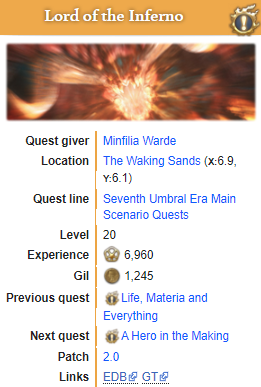 Lord of the Inferno
Quest giver Minfilia Warde
Location The Waking Sands (X:6.9,
Y:6.1)
Quest line Seventh Umbral Era Main
Scenario Quests
Level 20
Experience 6,960
Gil 1,245
Previous quest Life, Materia and
Everything
Next quest A Hero in the Making
Patch 2.0
Links EDB GT